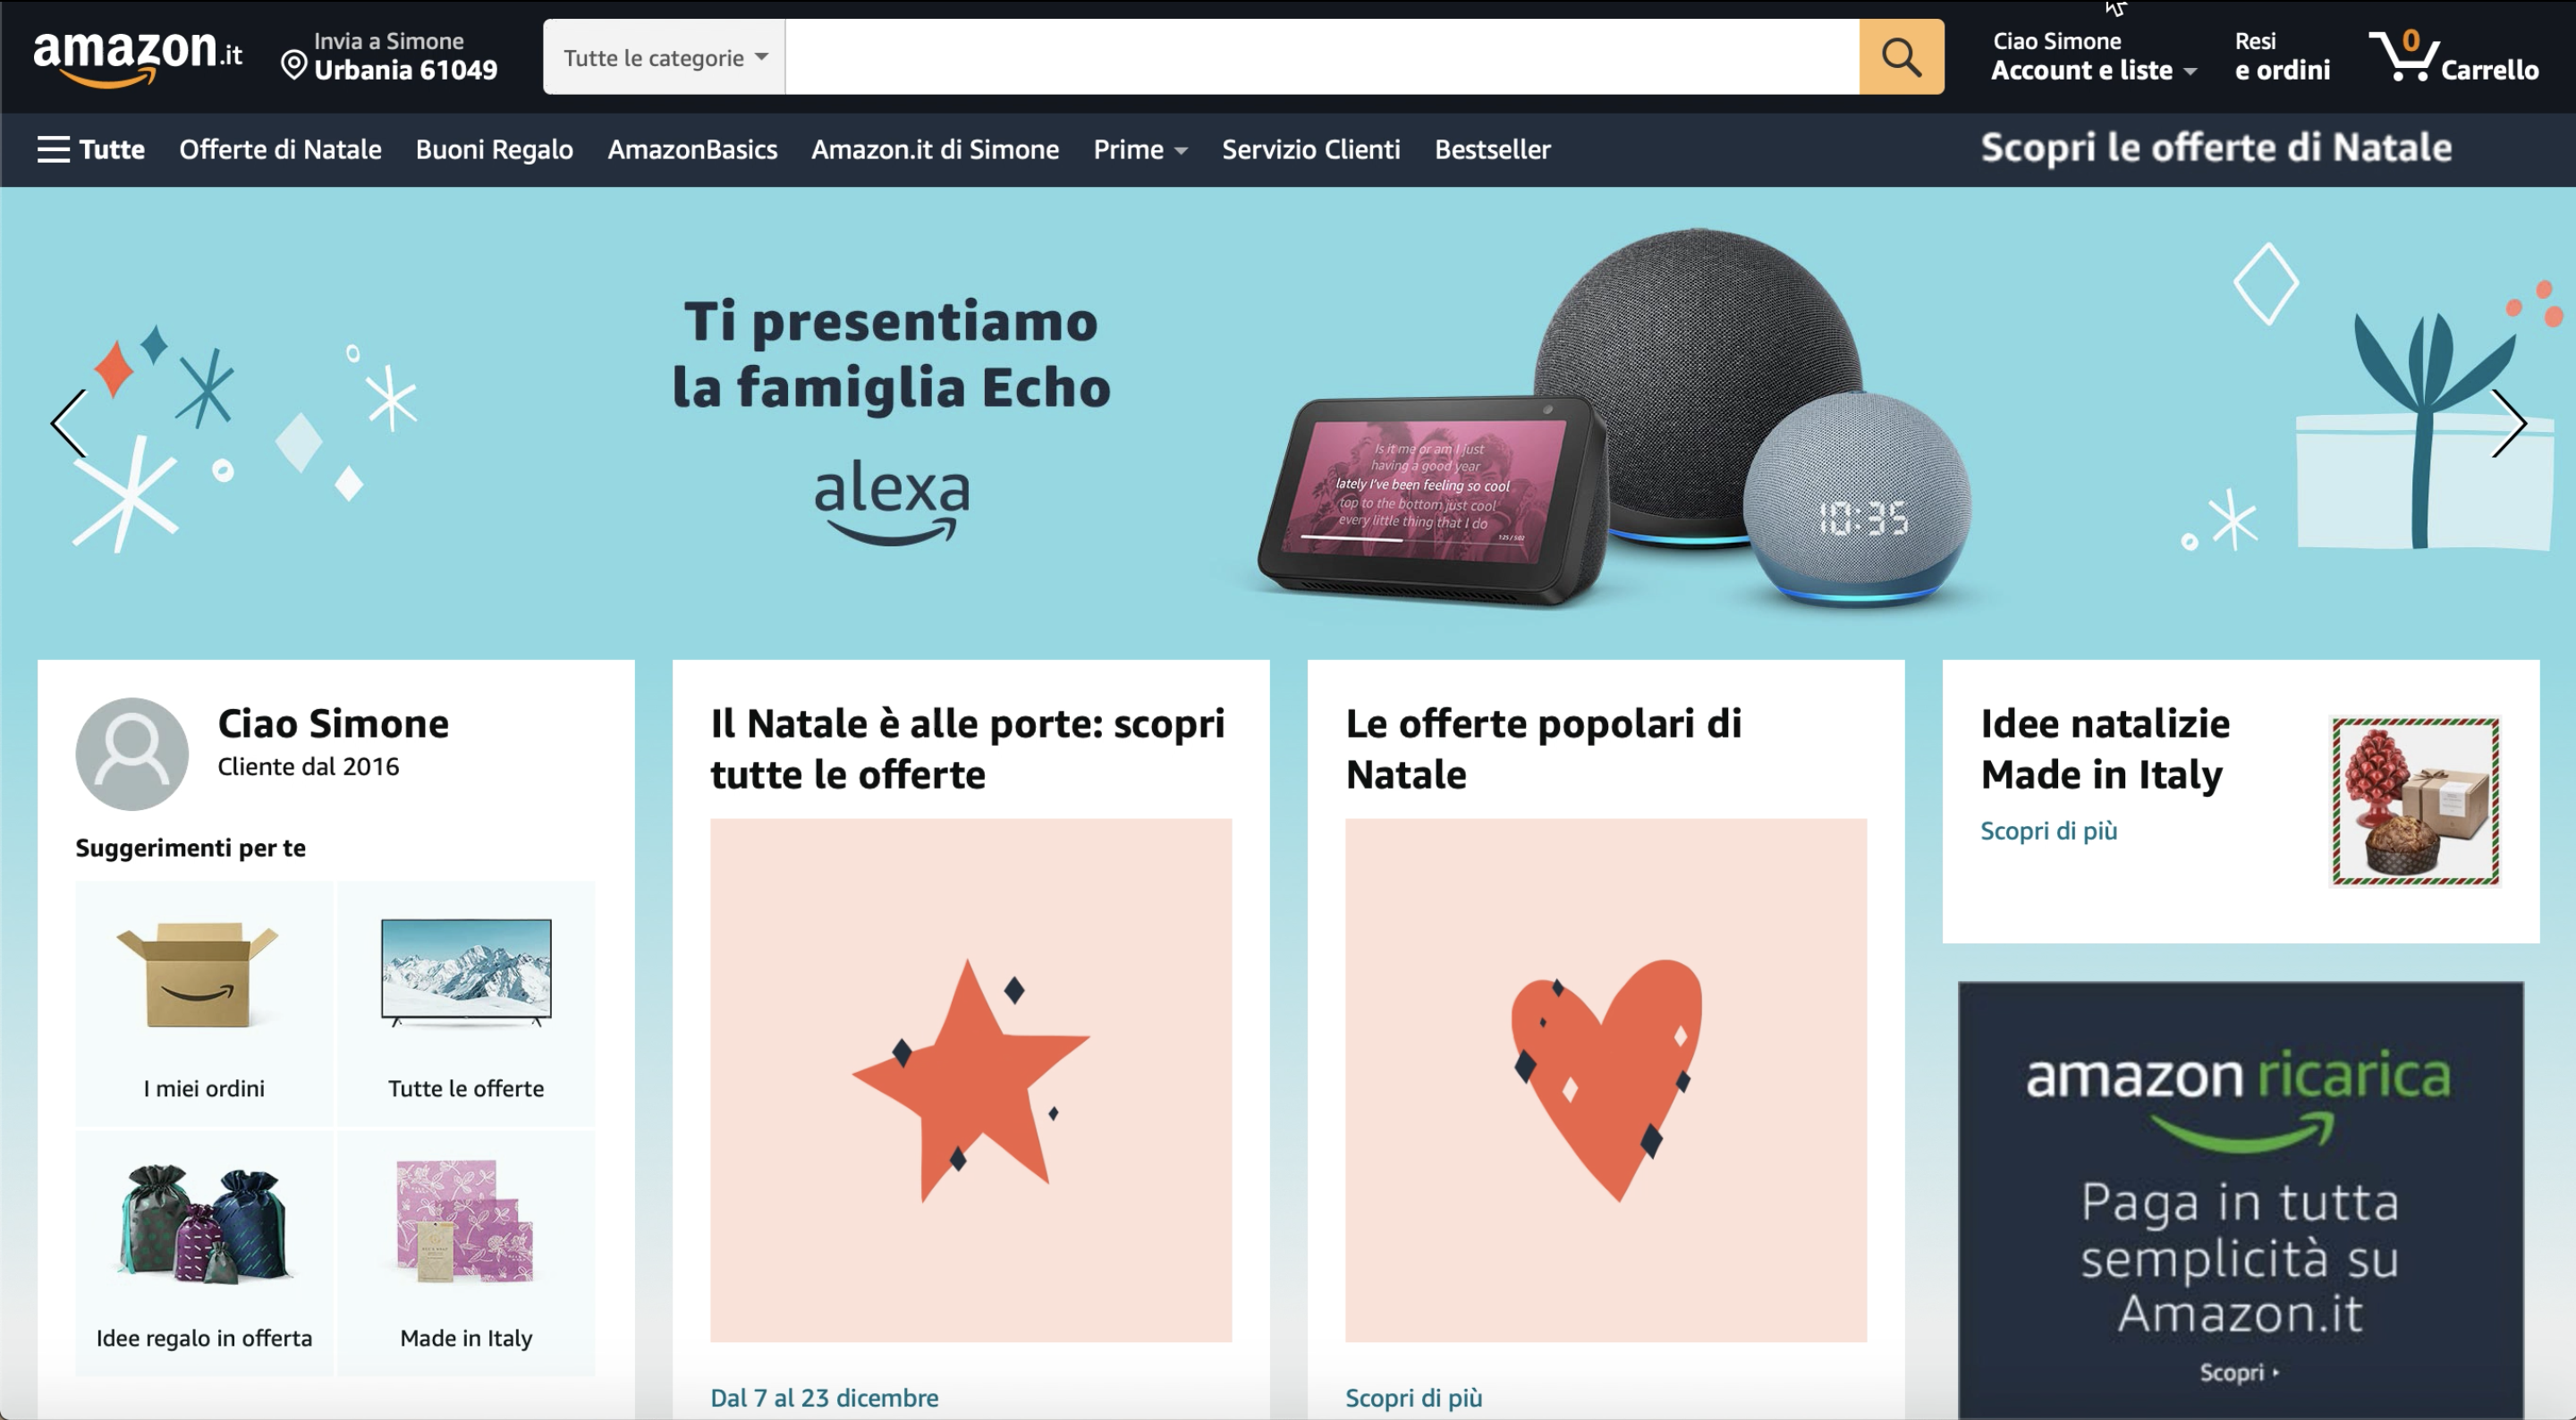 amazon.it
Invia a Simone
Urbania 61049
Tutte le categorie
Ciao Simone
Account e liste
Resi
e ordini
0
Carrello
Tutte
Offerte di Natale
Buoni Regalo
AmazonBasics
Amazon.it di Simone
Prime
Servizio Clienti
Bestseller
Scopri le offerte di Natale
Ti presentiamo
la famiglia Echo
alexa
Is it me or am I just
having a good year
lately I've been feeling so cool
top to the bottom just cool
every little thing that I do
10:35
Ciao Simone
Cliente dal 2016
Suggerimenti per te
I miei ordini
Tutte le offerte
Idee regalo in offerta
Made in Italy
Il Natale è alle porte: scopri
tutte le offerte
Dal 7 al 23 dicembre
Le offerte popolari di
Natale
Scopri di più
Idee natalizie
Made in Italy
Scopri di più
amazon ricarica
Paga in tutta
semplicità su
Amazon.it
Scopri